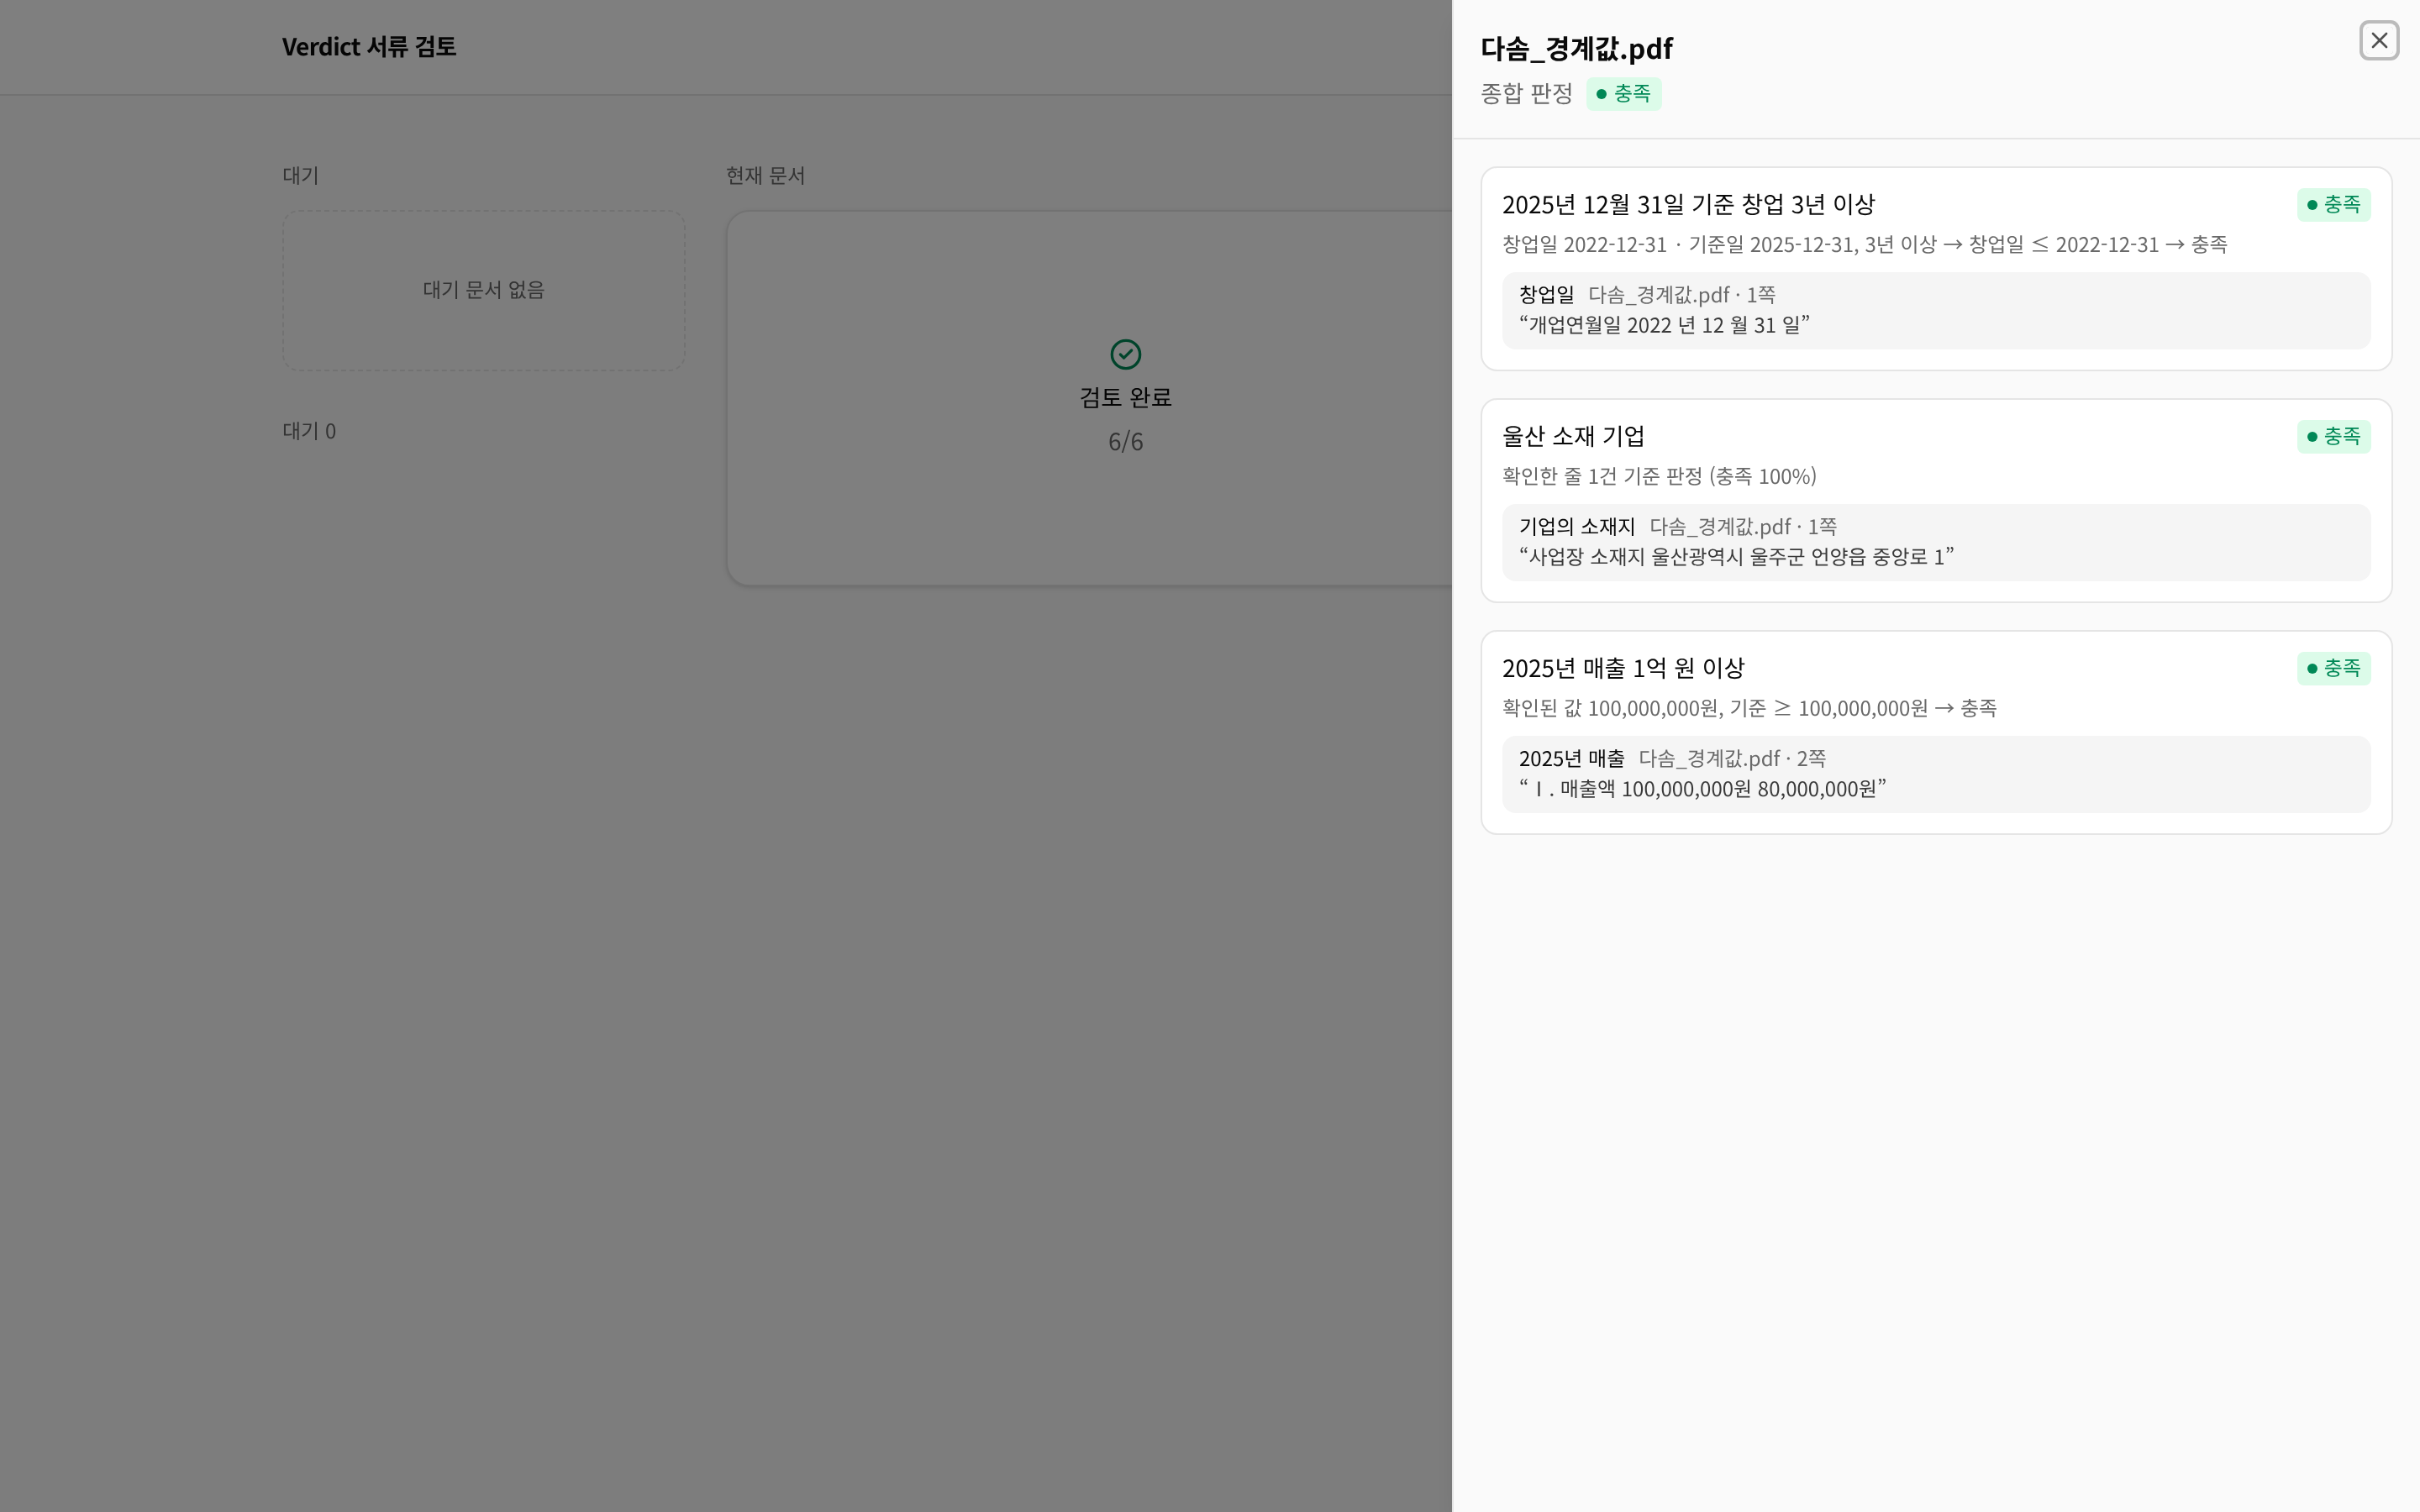 Verdict 서류 검토
대기
대기 문서 없음
대기 0
현재 문서
검토 완료
6/6
다솜_경계값.pdf
종합 판정 충족
2025년 12월 31일 기준 창업 3년 이상 충족
창업일 2022-12-31 · 기준일 2025-12-31, 3년 이상 → 창업일 ≤ 2022-12-31 → 충족
창업일 다솜_경계값.pdf · 1쪽
“개업연월일 2022 년 12 월 31 일”
울산 소재 기업 충족
확인한 줄 1건 기준 판정 (충족 100%)
기업의 소재지 다솜_경계값.pdf · 1쪽
“사업장 소재지 울산광역시 울주군 언양읍 중앙로 1”
2025년 매출 1억 원 이상 충족
확인된 값 100,000,000원, 기준 ≥ 100,000,000원 → 충족
2025년 매출 다솜_경계값.pdf · 2쪽
“Ⅰ. 매출액 100,000,000원 80,000,000원”